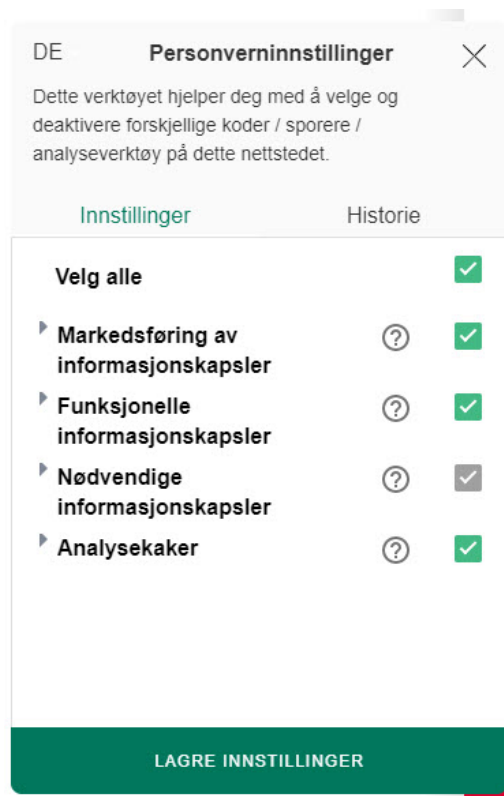 DE
Personverninnstillinger
Dette verktøyet hjelper deg med å velge og
deaktivere forskjellige koder / sporere /
analyseverktøy på dette nettstedet.
Innstillinger
Historie
Velg alle
Markedsføring av
informasjonskapsler
Funksjonelle
informasjonskapsler
Nødvendige
informasjonskapsler
Analysekaker
LAGRE INNSTILLINGER